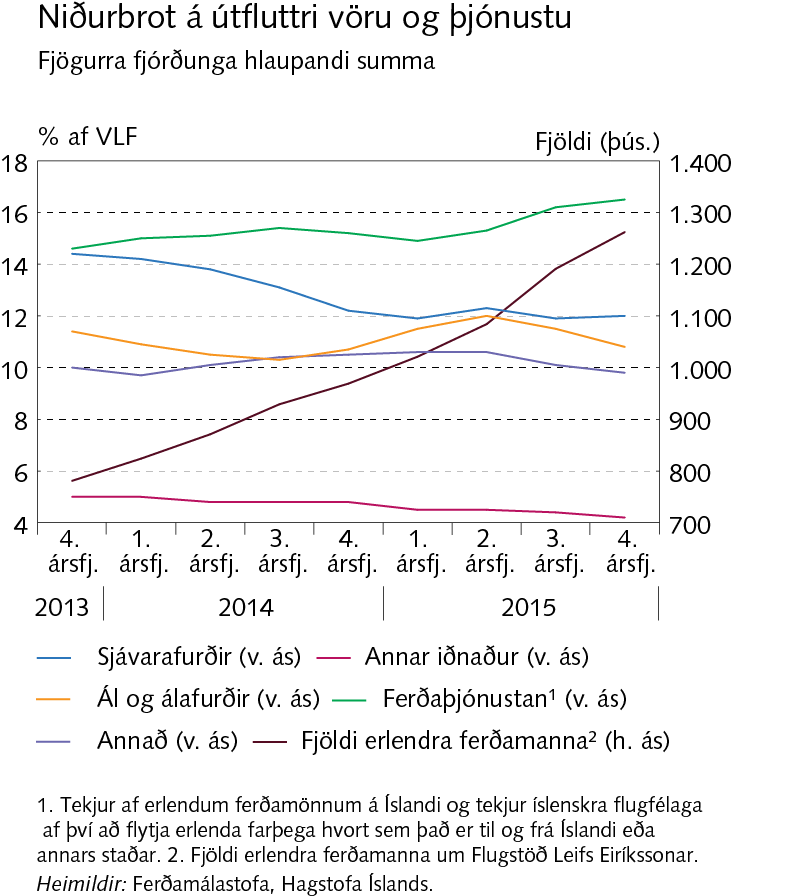 Niðurbrot á útfluttri vöru og þjónustu
Fjögurra fjórðunga hlaupandi summa
% af VLF
Fjöldi (þús.)
18
16
14
12
10
8
6
4
1.400
1.300
1.200
1.100
1.000
900
800
700
4. 1. 2. 3. 4. 1. 2. 3. 4.
ársfj. ársfj. ársfj. ársfj. ársfj. ársfj. ársfj. ársfj. ársfj.
2013 2014 2015
Sjávarafurðir (v. ás) Annar iðnaður (v. ás)
Ál og álafurðir (v. ás) Ferðaþjónustan¹ (v. ás)
Annað (v. ás) Fjöldi erlendra ferðamanna² (h. ás)
1. Tekjur af erlendum ferðamönnum á Íslandi og tekjur íslenskra flugfélaga
af því að flytja erlenda farþega hvort sem það er til og frá Íslandi eða
annars staðar. 2. Fjöldi erlendra ferðamanna um Flugstöð Leifs Eiríkssonar.
Heimildir: Ferðamálastofa, Hagstofa Íslands.